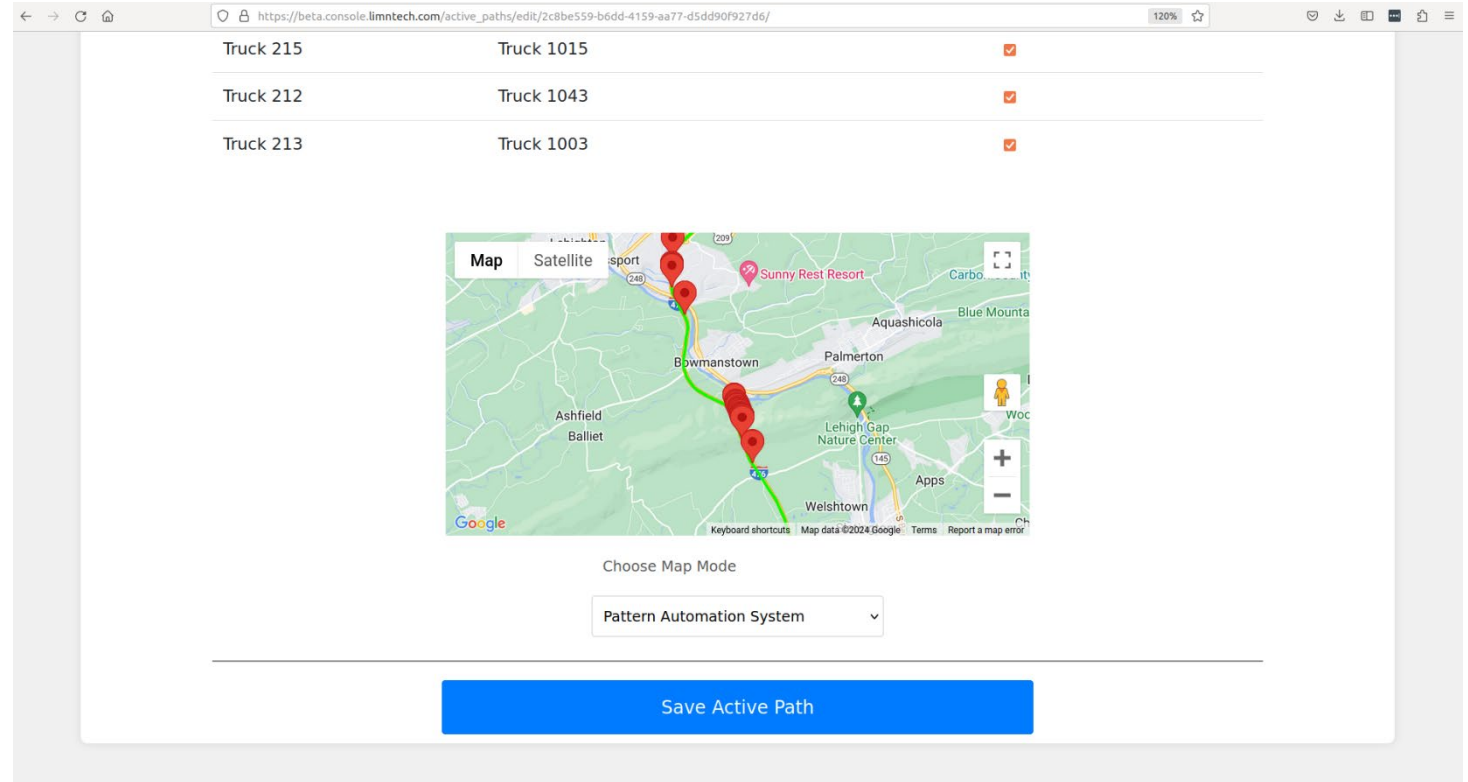 https://beta.console.limntech.com/active_paths/edit/2c8be559-b6dd-4159-aa77-d5dd90f927d6/ 120%
Truck 215 Truck 1015
Truck 212 Truck 1043
Truck 213 Truck 1003
209
Map Satellite
248
Sunny Rest Resort
Blue Mounta
Aquashicola
Bowmanstown
Palmerton
248
Ashfield
Balliet
Lehigh Gap
Nature Center
145
476
Apps
Welshtown
Google
Keyboard shortcuts Map data ©2024 Google Terms Report a map error
Choose Map Mode
Pattern Automation System
Save Active Path